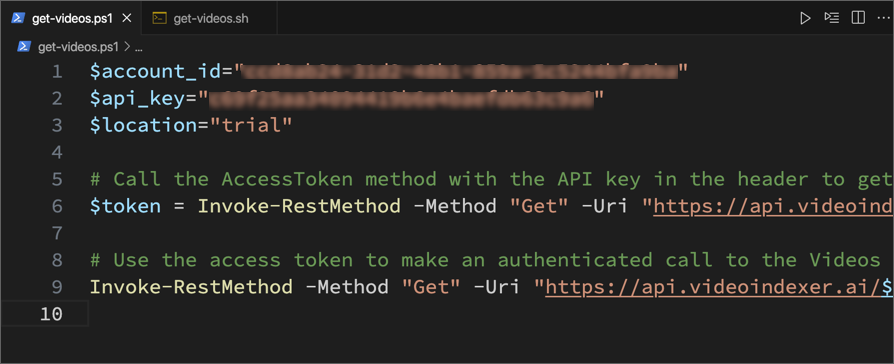 get-videos.ps1 get-videos.sh
get-videos.ps1 > ...
1 $account_id=" "
2 $api_key=" "
3 $location="trial"
4
5 # Call the AccessToken method with the API key in the header to get
6 $token = Invoke-RestMethod -Method "Get" -Uri "https://api.videoind
7
8 # Use the access token to make an authenticated call to the Videos
9 Invoke-RestMethod -Method "Get" -Uri "https://api.videoindexer.ai/$
10